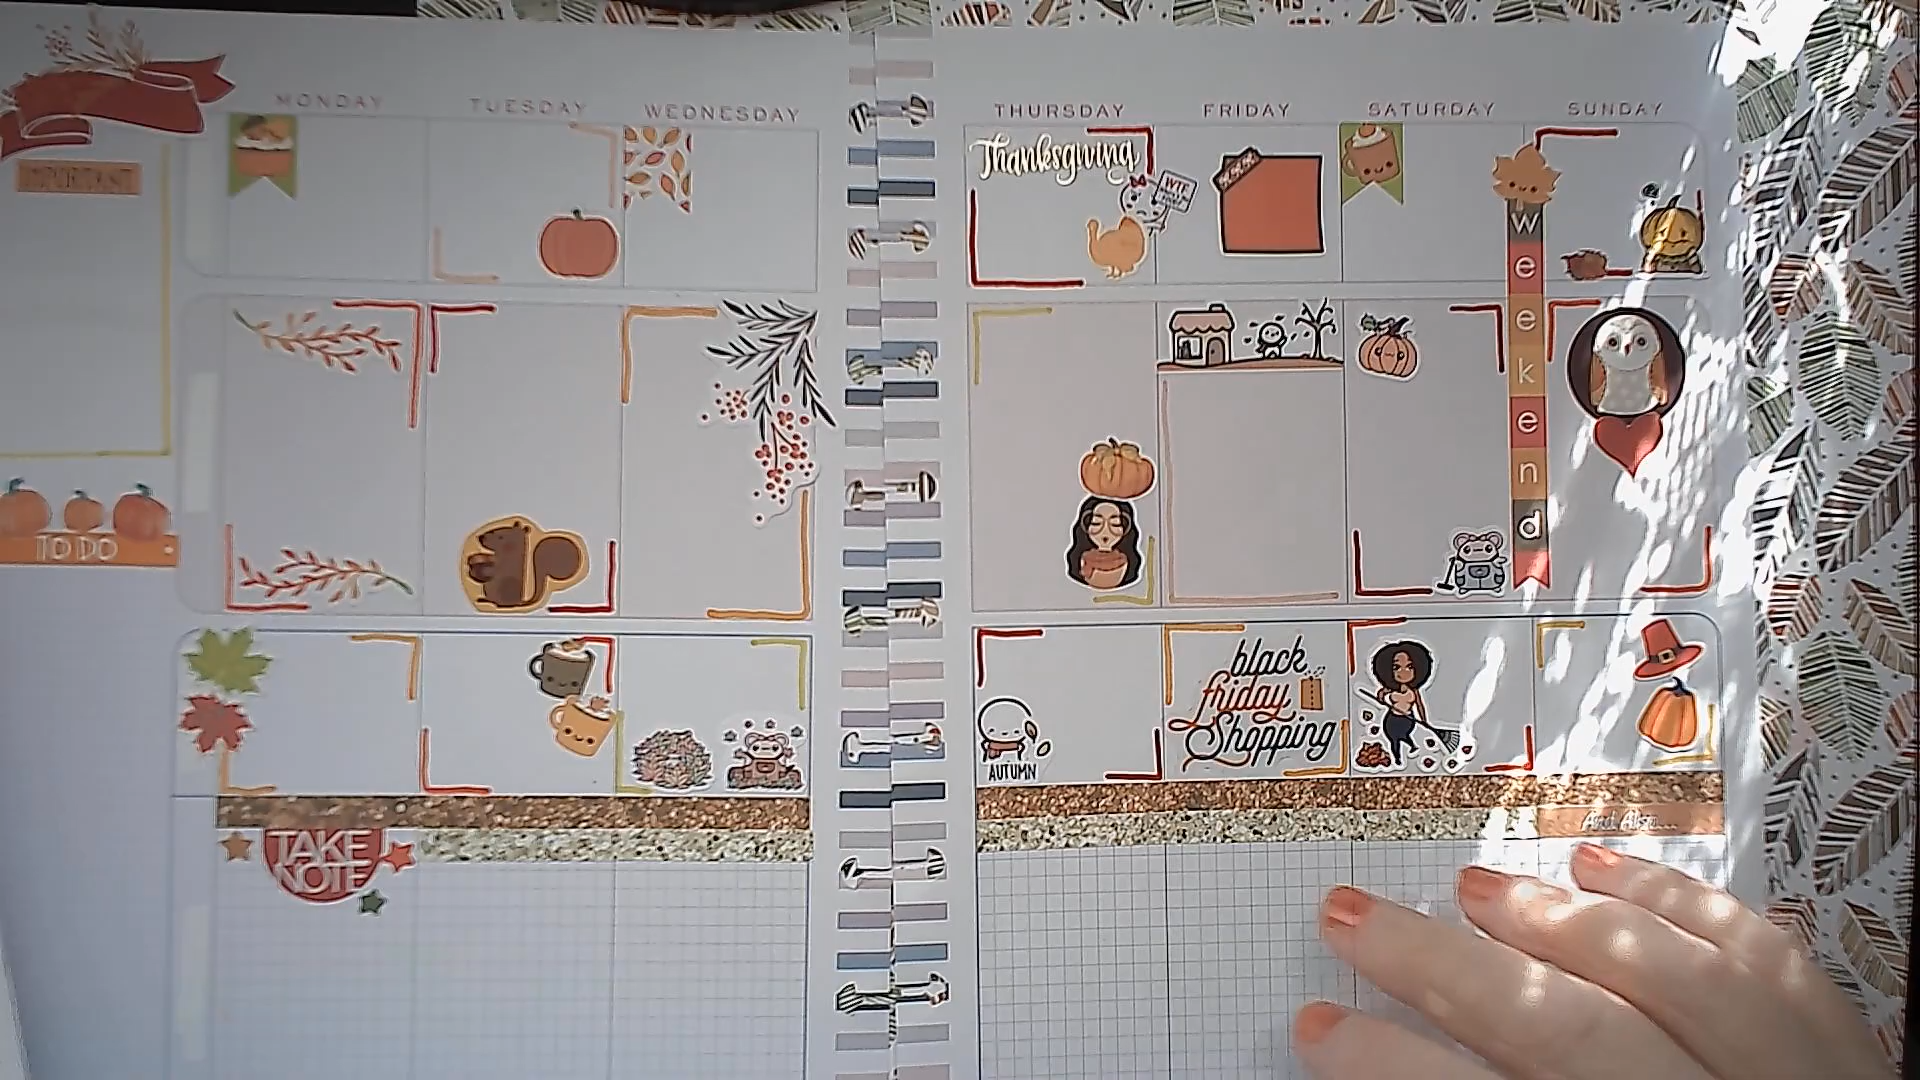 MONDAY
TUESDAY
WEDNESDAY
THURSDAY
FRIDAY
SATURDAY
SUNDAY
IMPORTANT
Thanksgiving
WTF
weekend
TO DO
AUTUMN
black
friday
Shopping
TAKE
NOTE
And Also...